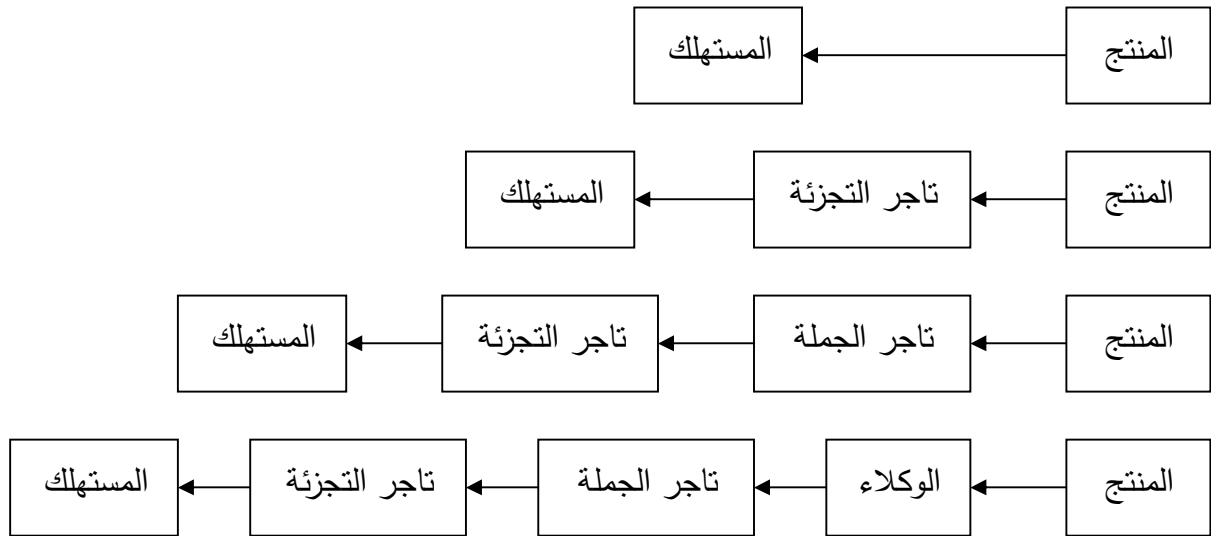 المنتج المستهلك
المنتج تاجر التجزئة المستهلك
المنتج تاجر الجملة تاجر التجزئة المستهلك
المنتج الوكلاء تاجر الجملة تاجر التجزئة المستهلك